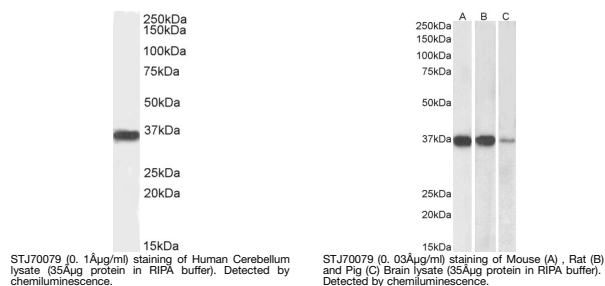 250kDa
150kDa
100kDa
75kDa
50kDa
37kDa
25kDa
20kDa
15kDa
STJ70079 (0. 1Âµg/ml) staining of Human Cerebellum
lysate (35Âµg protein in RIPA buffer). Detected by
chemiluminescence.
A B C
250kDa
150kDa
100kDa
75kDa
50kDa
37kDa
25kDa
20kDa
15kDa
STJ70079 (0. 03Âµg/ml) staining of Mouse (A) , Rat (B)
and Pig (C) Brain lysate (35Âµg protein in RIPA buffer).
Detected by chemiluminescence.